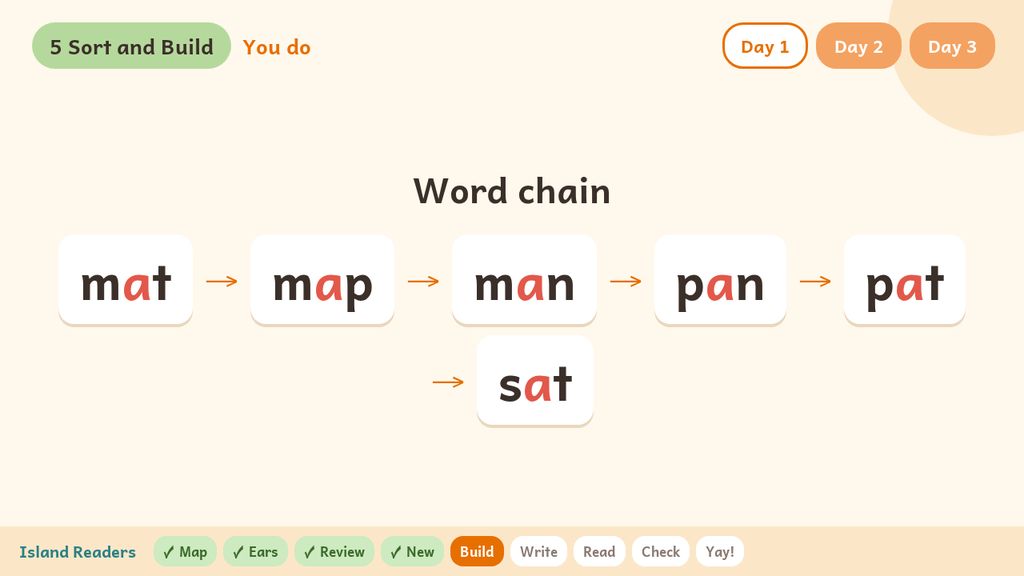 5 Sort and Build You do Day 1 Day 2 Day 3
Word chain
mat → map → man → pan → pat
→ sat
Island Readers ✓ Map ✓ Ears ✓ Review ✓ New Build Write Read Check Yay!